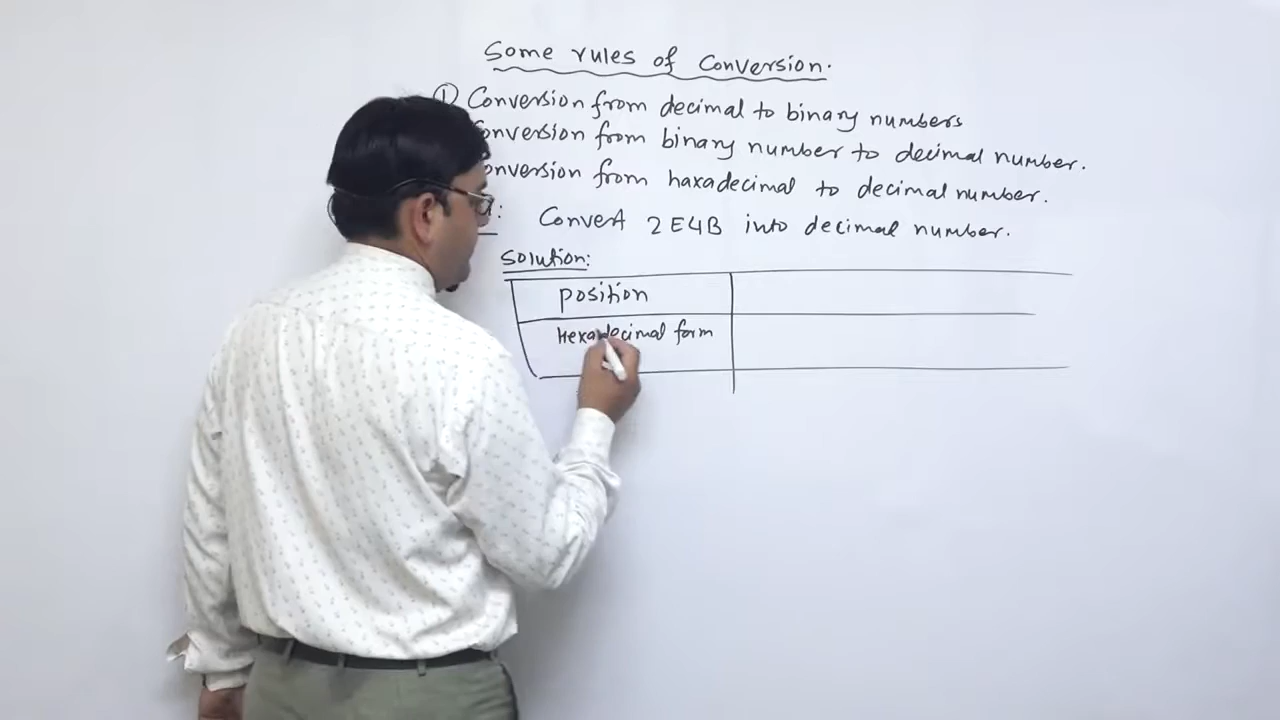 Some rules of Conversion.
① Conversion from decimal to binary numbers
onversion from binary number to decimal number.
onversion from haxadecimal to decimal number.
: Convert 2E4B into decimal number.
Solution:
position
Hexadecimal form